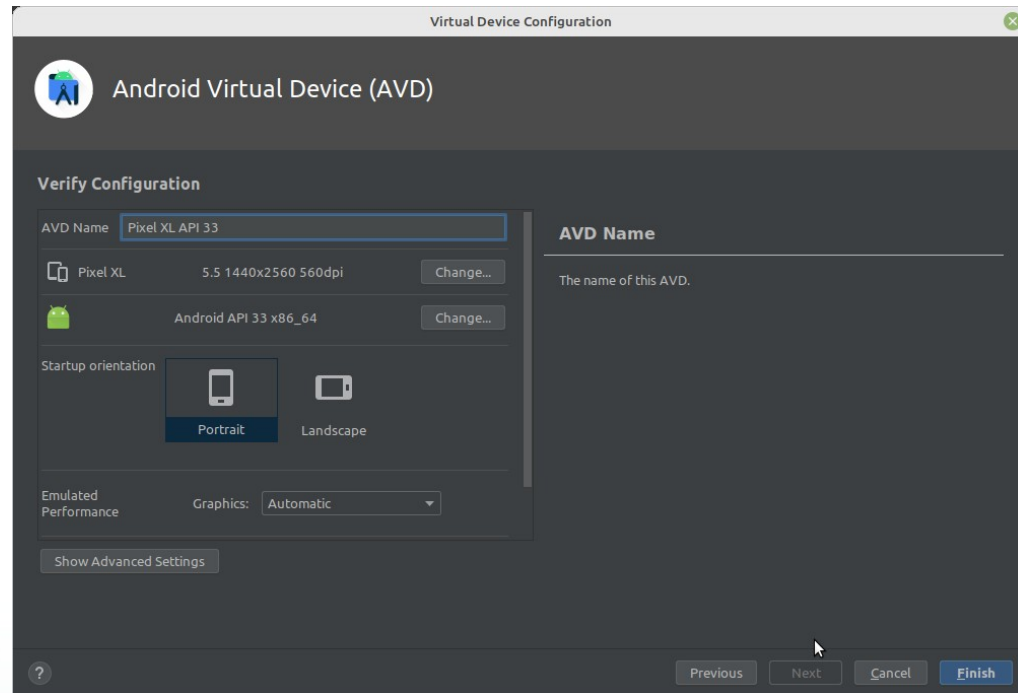 Virtual Device Configuration
Android Virtual Device (AVD)
Verify Configuration
AVD Name Pixel XL API 33
Pixel XL 5.5 1440x2560 560dpi Change...
Android API 33 x86_64 Change...
Startup orientation
Portrait Landscape
Emulated
Performance
Graphics: Automatic
Show Advanced Settings
AVD Name
The name of this AVD.
? Previous Next Cancel Finish